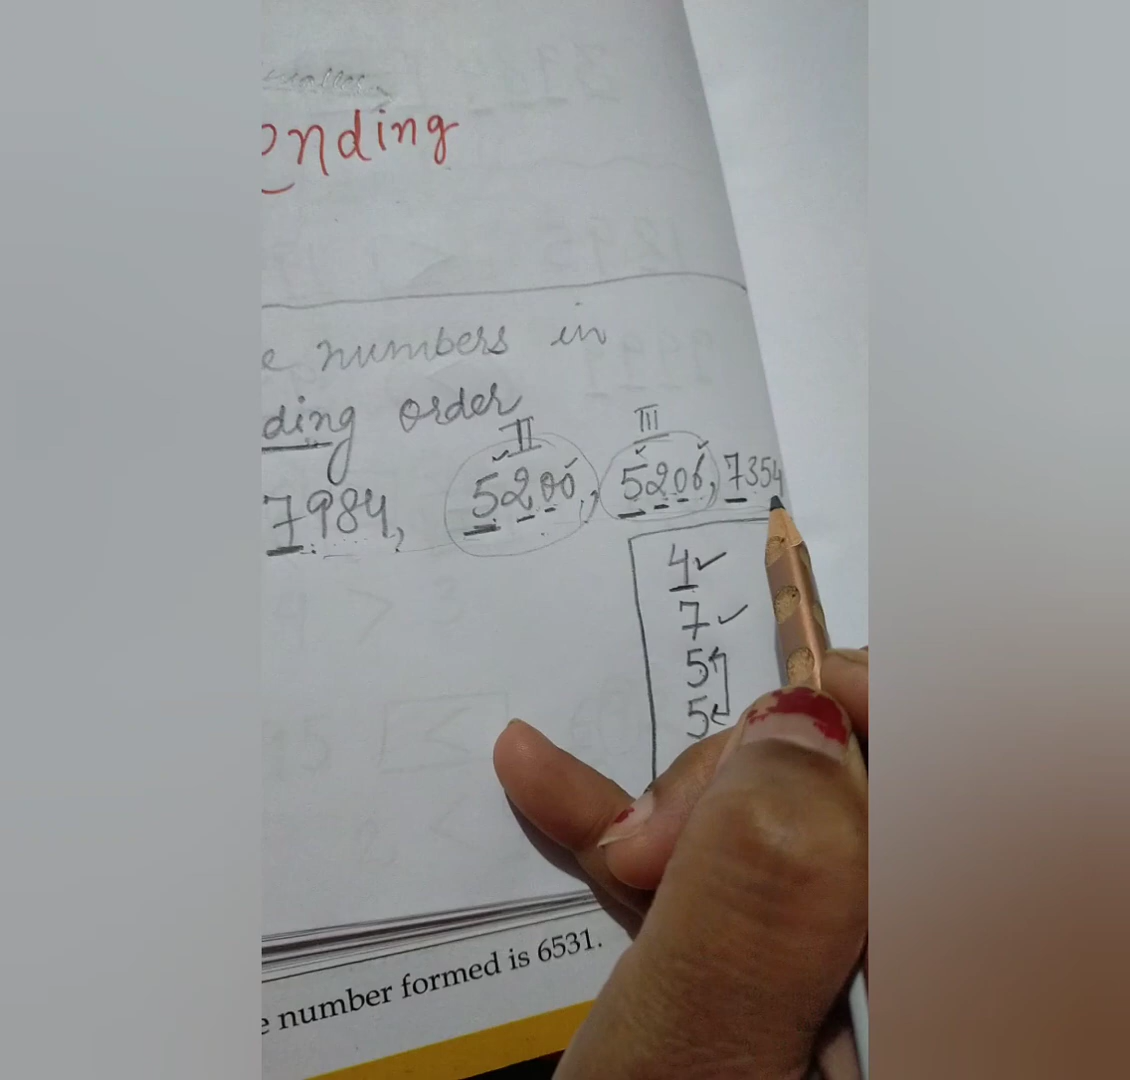 nding
e numbers in
ding order
II III
7984, 5200, 5206, 7354
4✓
7✓
5
5
e number formed is 6531.